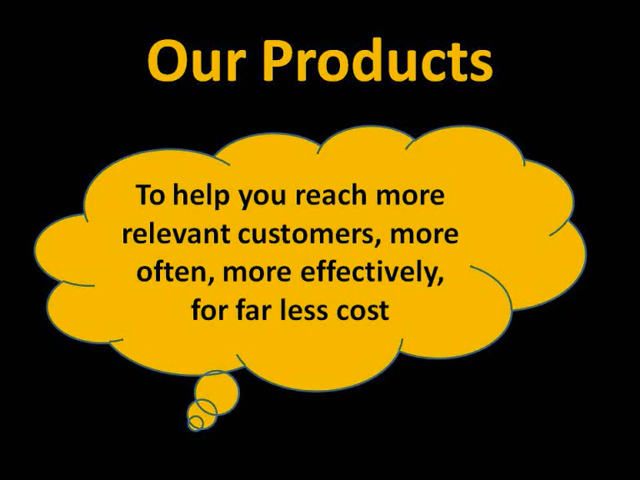 Our Products
To help you reach more
relevant customers, more
often, more effectively,
for far less cost